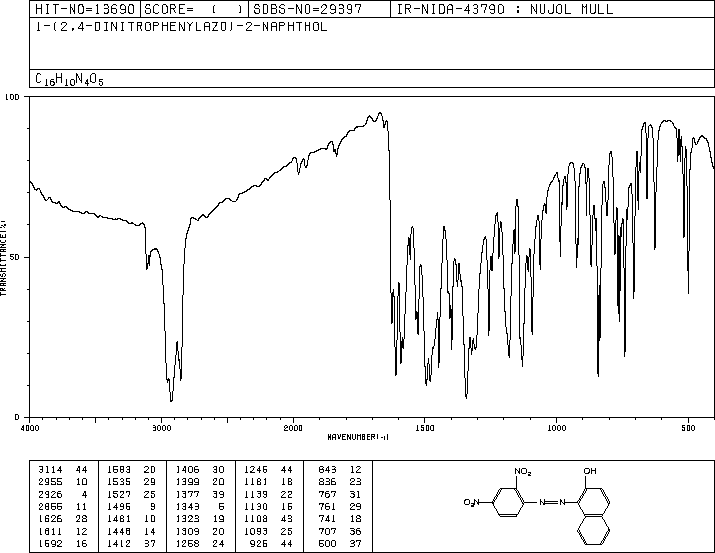 HIT-NO=13690 SCORE= ( ) SDBS-NO=29397 IR-NIDA-43790 : NUJOL MULL
1-(2,4-DINITROPHENYLAZO)-2-NAPHTHOL
C16H10N4O5
100
50
0
TRANSMITTANCE(%)
4000 3000 2000 1500 1000 500
WAVENUMBER(-1)
3114 44 1583 20 1406 30 1246 44 843 12
2955 10 1535 29 1399 20 1181 18 836 23
2926 4 1527 25 1377 39 1139 22 767 31
2855 11 1496 9 1343 5 1130 15 761 29
1626 28 1481 10 1323 19 1108 43 741 18
1611 12 1448 14 1309 20 1093 25 707 36
1592 16 1412 37 1258 24 926 44 500 37
NO2 OH
NO2 N=N